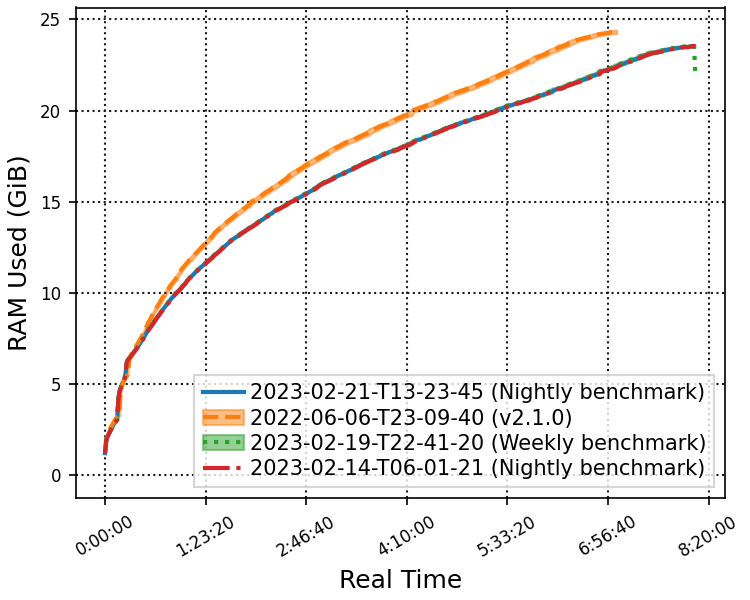 25
20
15
10
5
0
RAM Used (GiB)
2023-02-21-T13-23-45 (Nightly benchmark)
2022-06-06-T23-09-40 (v2.1.0)
2023-02-19-T22-41-20 (Weekly benchmark)
2023-02-14-T06-01-21 (Nightly benchmark)
0:00:00
1:23:20
2:46:40
4:10:00
5:33:20
6:56:40
8:20:00
Real Time